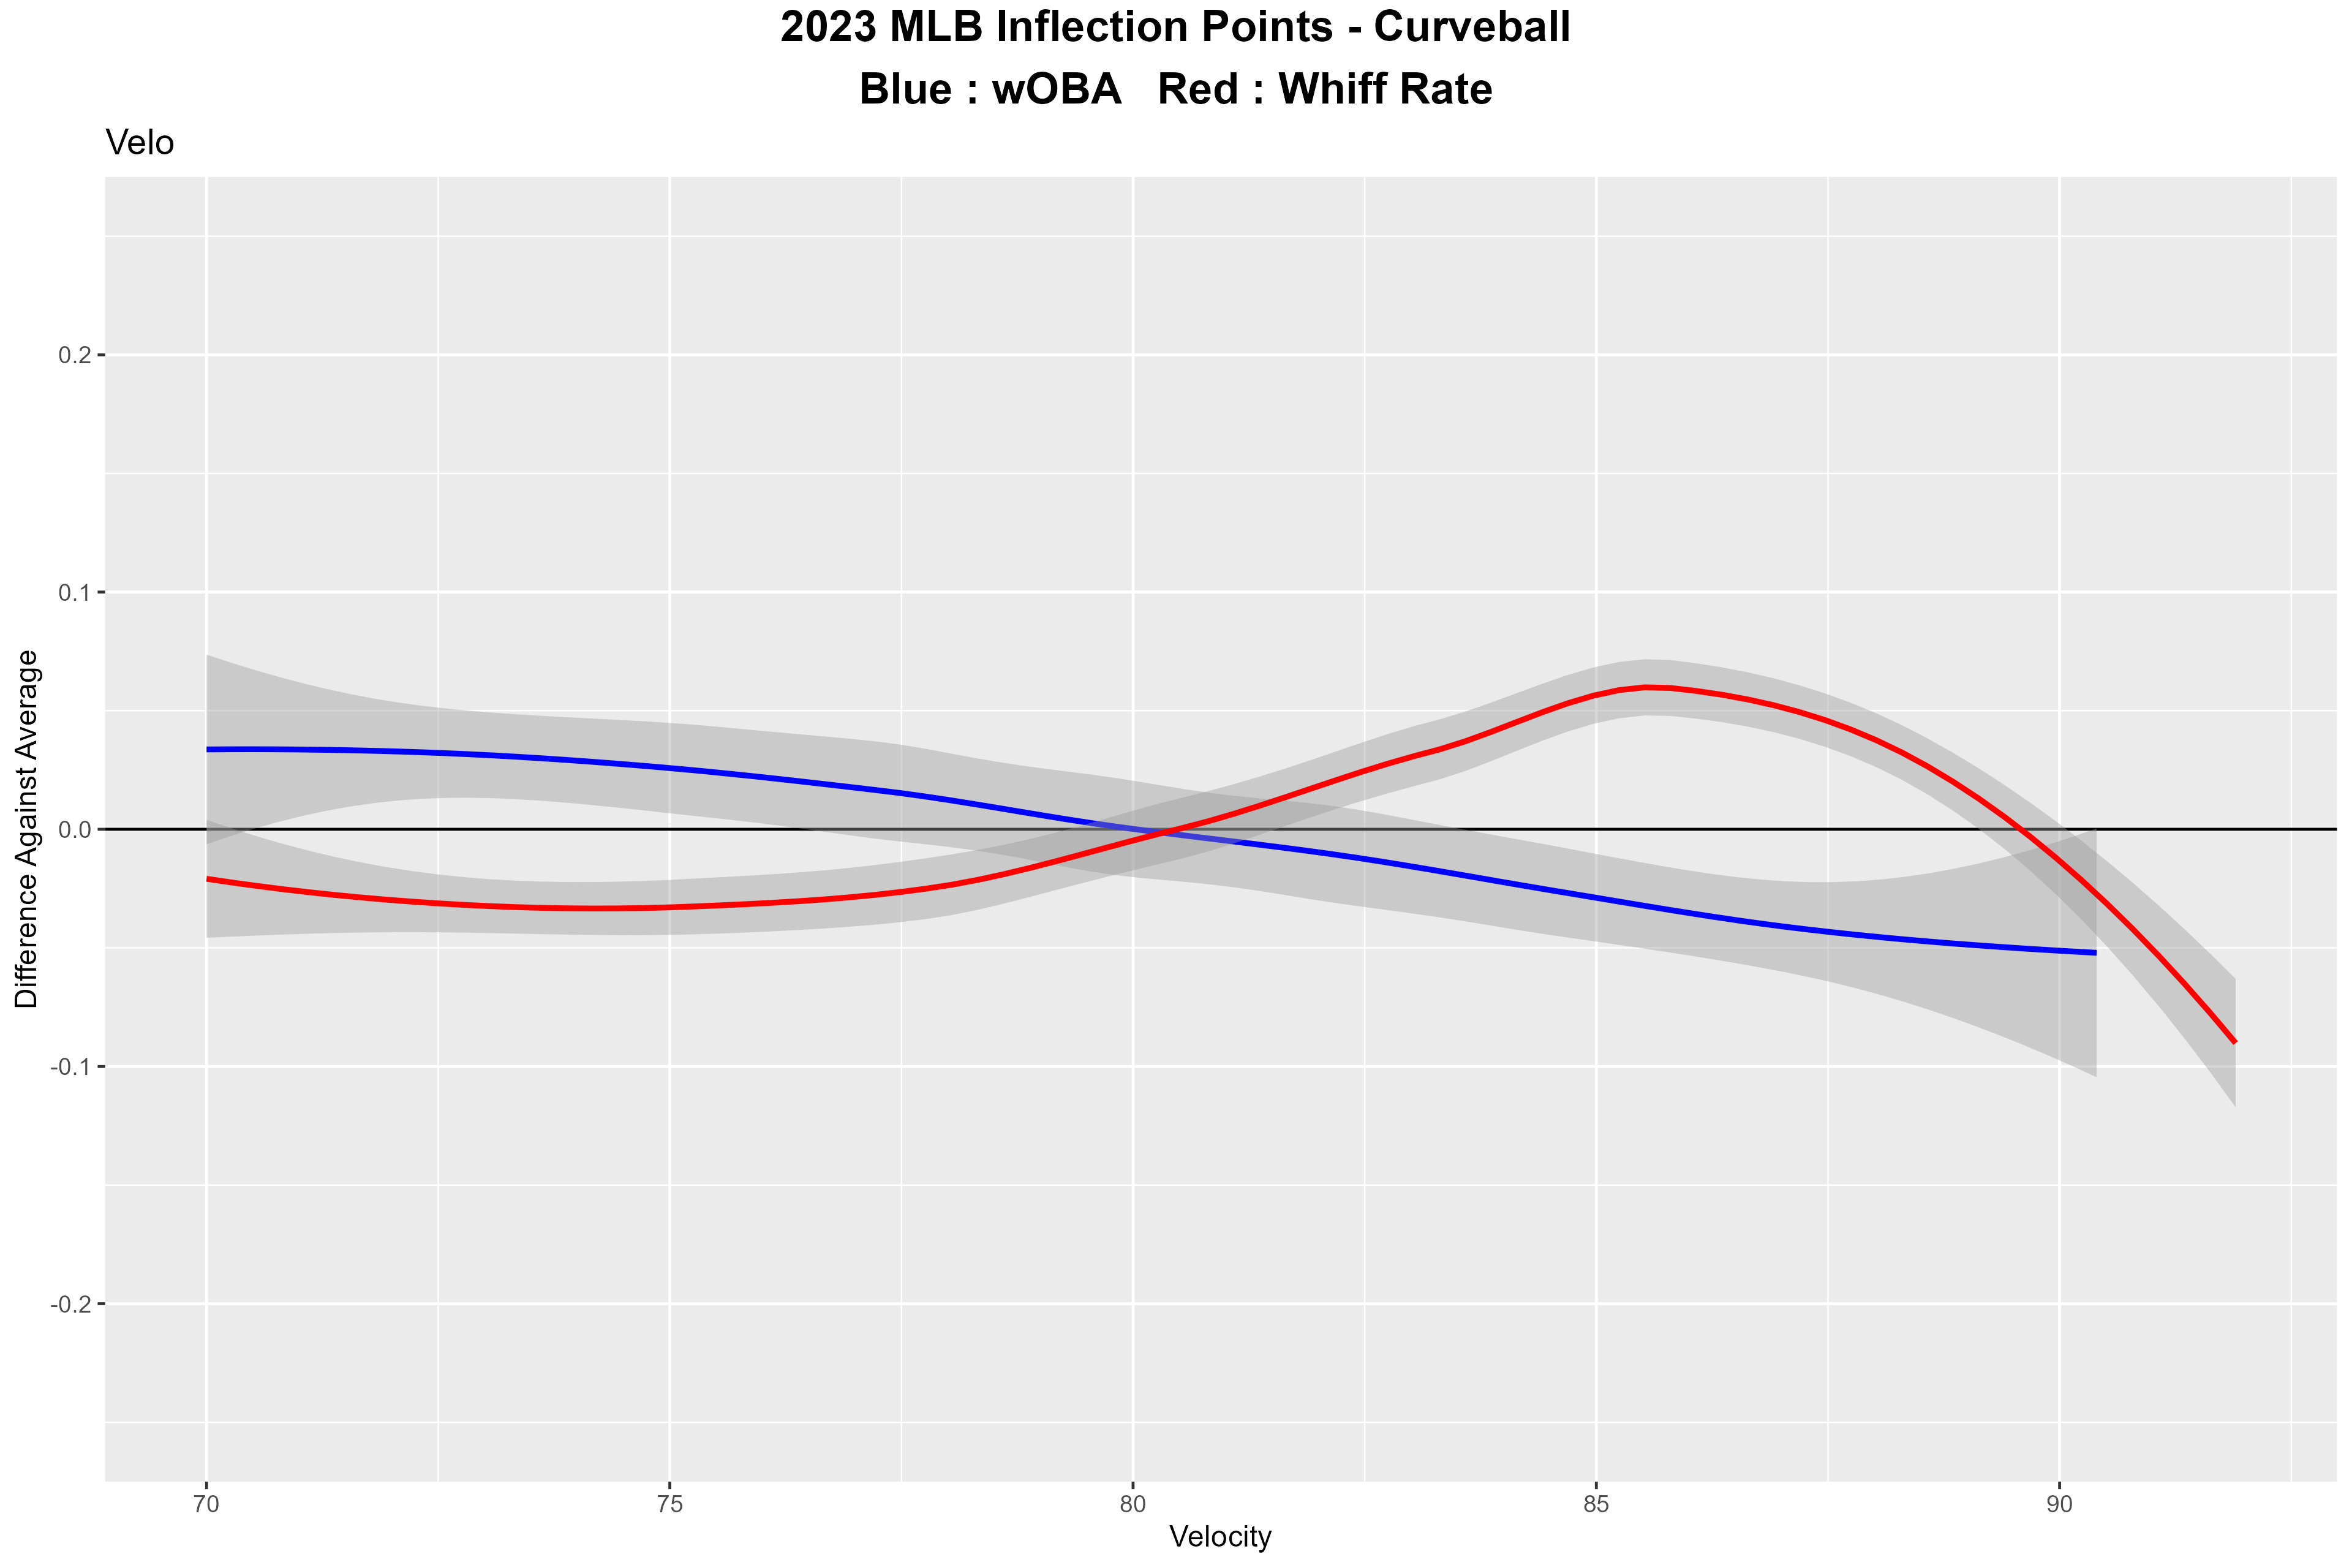 2023 MLB Inflection Points - Curveball
Blue : wOBA   Red : Whiff Rate
Velo
Difference Against Average
0.2
0.1
0.0
-0.1
-0.2
70 75 80 85 90
Velocity